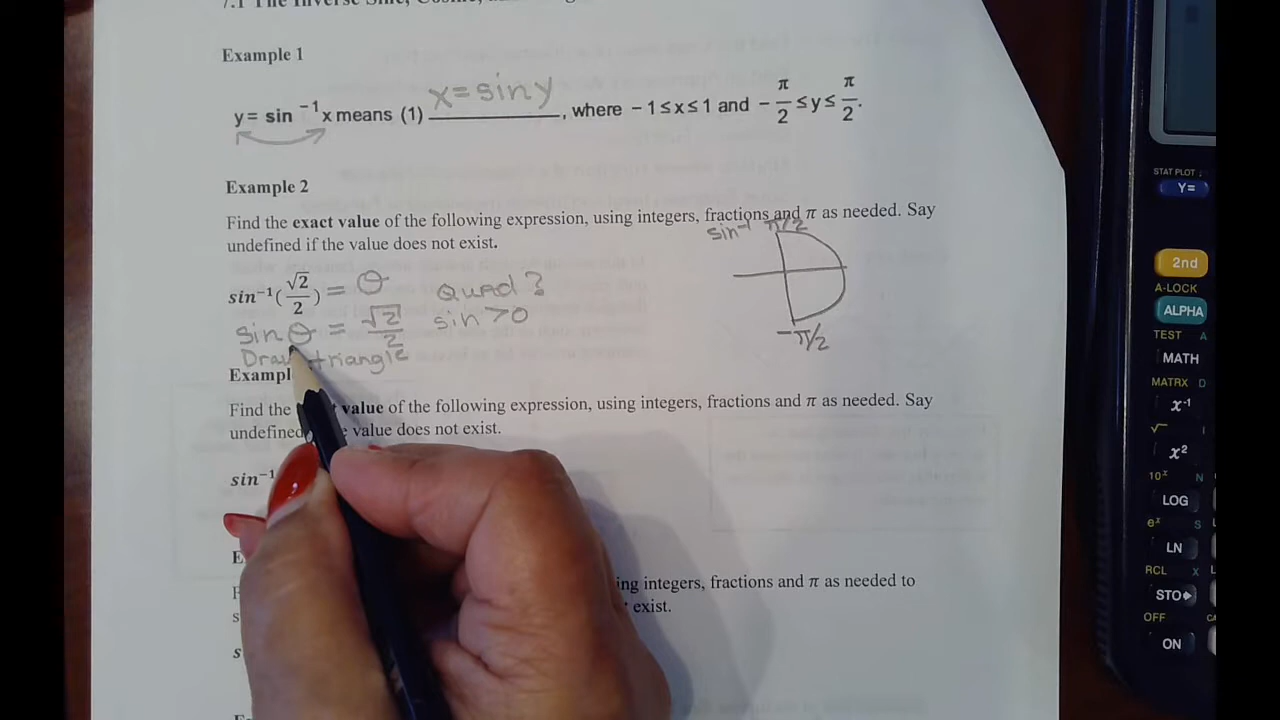 7.1 The Inverse Sine, Cosine,
Example 1
y = sin⁻¹x means (1) x=siny, where −1≤x≤1 and −π/2≤y≤π/2.
Example 2
Find the exact value of the following expression, using integers, fractions and π as needed. Say
undefined if the value does not exist.
sin⁻¹ π/2
sin⁻¹(√2/2) = θ Quad?
sinθ = √2/2 sin>0
-π/2
Draw triangle
Find the value of the following expression, using integers, fractions and π as needed. Say
undefined value does not exist.
sin⁻¹
integers, fractions and π as needed to
exist.
s
STAT PLOT
Y=
2nd
A-LOCK
ALPHA
TEST A
MATH
MATRX D
x⁻¹
√ I
x²
10ˣ N
LOG
eˣ S
LN
RCL X
STO▸
OFF
ON